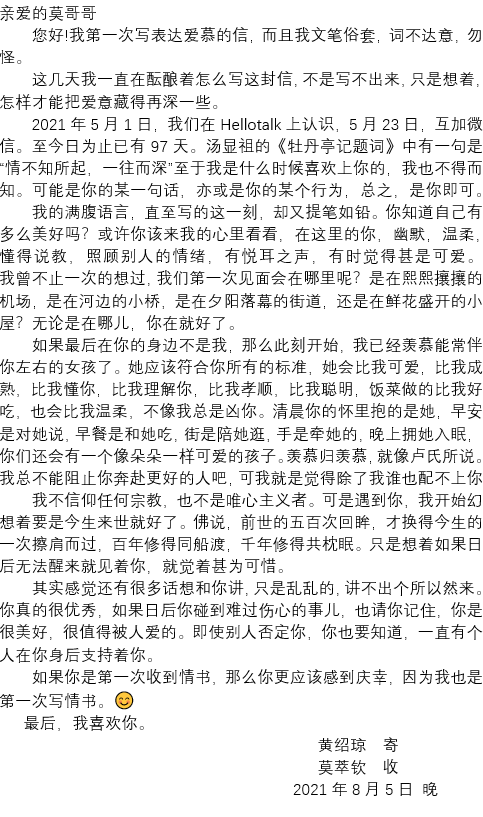 亲爱的莫哥哥
您好!我第一次写表达爱慕的信，而且我文笔俗套，词不达意，勿
怪。
这几天我一直在酝酿着怎么写这封信，不是写不出来，只是想着，
怎样才能把爱意藏得再深一些。
2021 年 5 月 1 日，我们在 Hellotalk 上认识，5 月 23 日，互加微
信。至今日为止已有 97 天。汤显祖的《牡丹亭记题词》中有一句是
“情不知所起，一往而深”至于我是什么时候喜欢上你的，我也不得而
知。可能是你的某一句话，亦或是你的某个行为，总之，是你即可。
我的满腹语言，直至写的这一刻，却又提笔如铅。你知道自己有
多么美好吗？或许你该来我的心里看看，在这里的你，幽默，温柔，
懂得说教，照顾别人的情绪，有悦耳之声，有时觉得甚是可爱。
我曾不止一次的想过，我们第一次见面会在哪里呢？是在熙熙攘攘的
机场，是在河边的小桥，是在夕阳落幕的街道，还是在鲜花盛开的小
屋？无论是在哪儿，你在就好了。
如果最后在你的身边不是我，那么此刻开始，我已经羡慕能常伴
你左右的女孩了。她应该符合你所有的标准，她会比我可爱，比我成
熟，比我懂你，比我理解你，比我孝顺，比我聪明，饭菜做的比我好
吃，也会比我温柔，不像我总是凶你。清晨你的怀里抱的是她，早安
是对她说，早餐是和她吃，街是陪她逛，手是牵她的，晚上拥她入眠，
你们还会有一个像朵朵一样可爱的孩子。羡慕归羡慕，就像卢氏所说。
我总不能阻止你奔赴更好的人吧，可我就是觉得除了我谁也配不上你
我不信仰任何宗教，也不是唯心主义者。可是遇到你，我开始幻
想着要是今生来世就好了。佛说，前世的五百次回眸，才换得今生的
一次擦肩而过，百年修得同船渡，千年修得共枕眠。只是想着如果日
后无法醒来就见着你，就觉着甚为可惜。
其实感觉还有很多话想和你讲，只是乱乱的，讲不出个所以然来。
你真的很优秀，如果日后你碰到难过伤心的事儿，也请你记住，你是
很美好，很值得被人爱的。即使别人否定你，你也要知道，一直有个
人在你身后支持着你。
如果你是第一次收到情书，那么你更应该感到庆幸，因为我也是
第一次写情书。😊
最后，我喜欢你。
黄绍琼 寄
莫萃钦 收
2021 年 8 月 5 日 晚